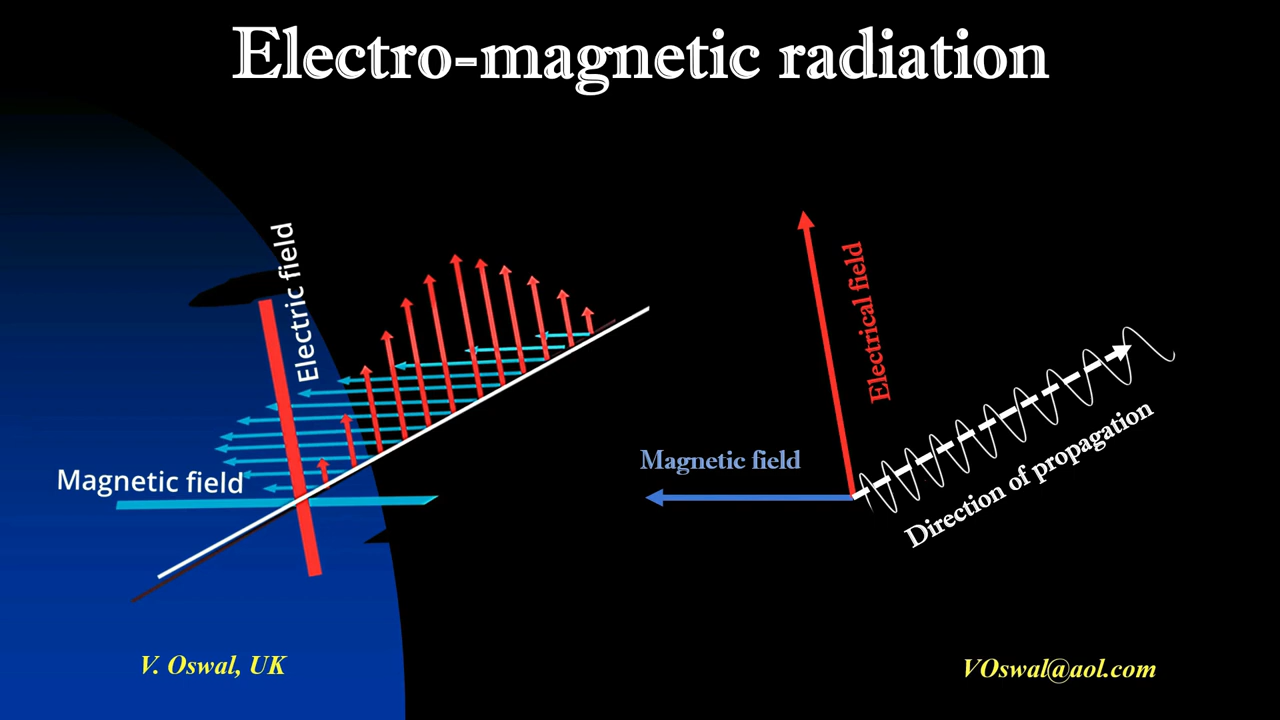 Electro-magnetic radiation
Electric field
Magnetic field
Electrical field
Magnetic field
Direction of propagation
V. Oswal, UK
VOswal@aol.com